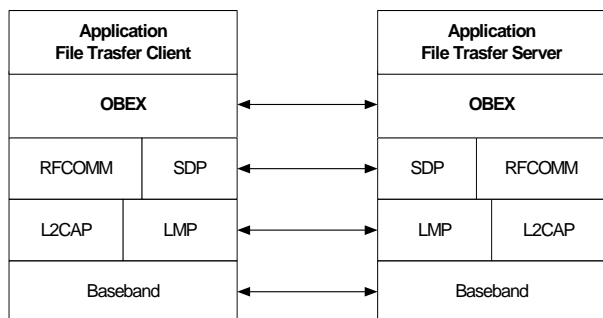 Application
File Trasfer Client
Application
File Trasfer Server
OBEX
OBEX
RFCOMM
SDP
SDP
RFCOMM
L2CAP
LMP
LMP
L2CAP
Baseband
Baseband